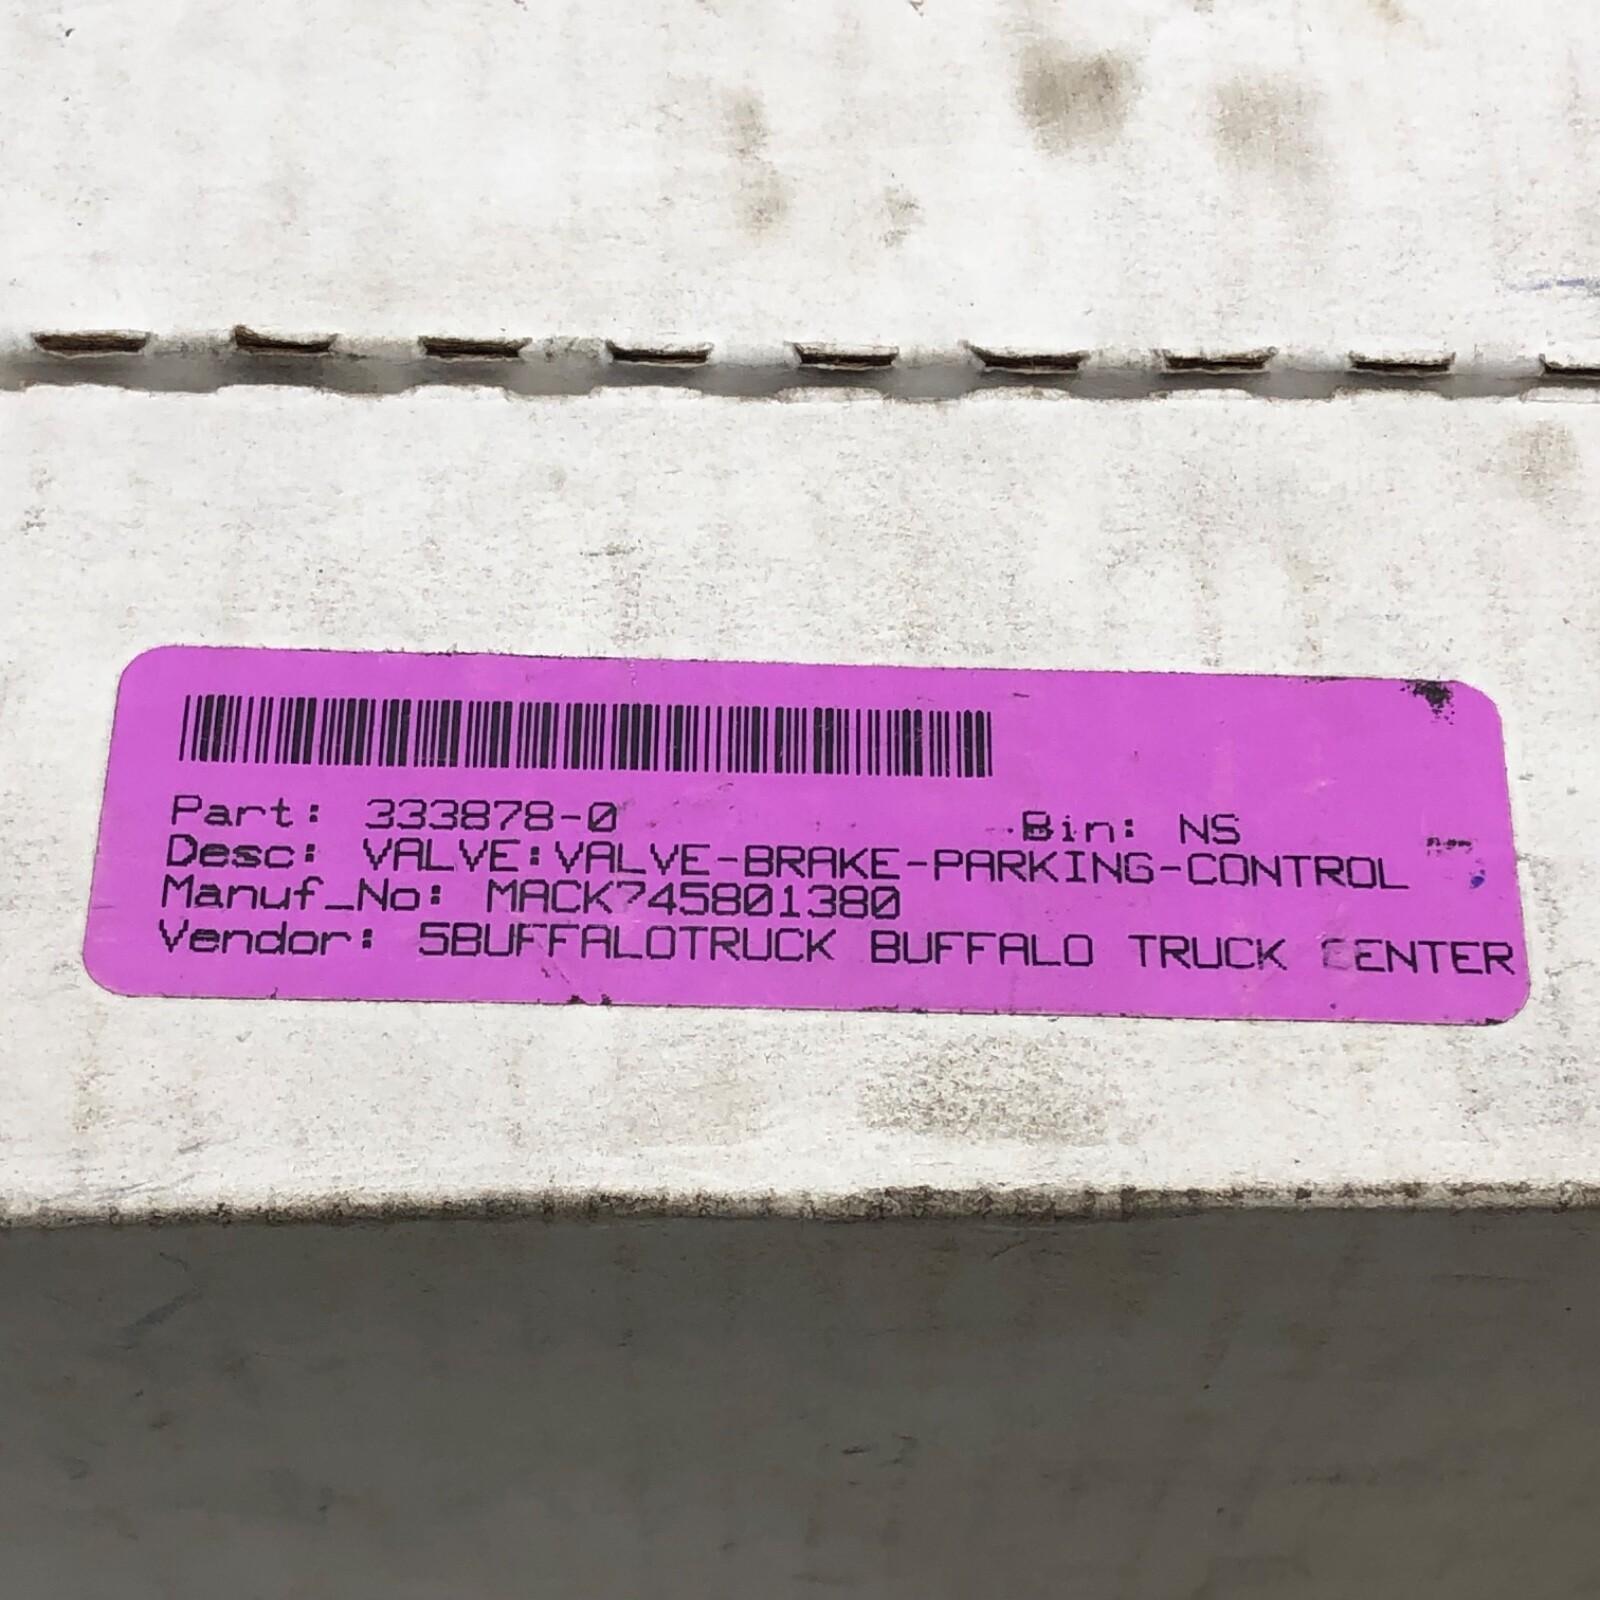 Part: 333878-0 Bin: NS
Desc: VALVE:VALVE-BRAKE-PARKING-CONTROL
Manuf_No: MACK745801380
Vendor: 5BUFFALOTRUCK BUFFALO TRUCK CENTER